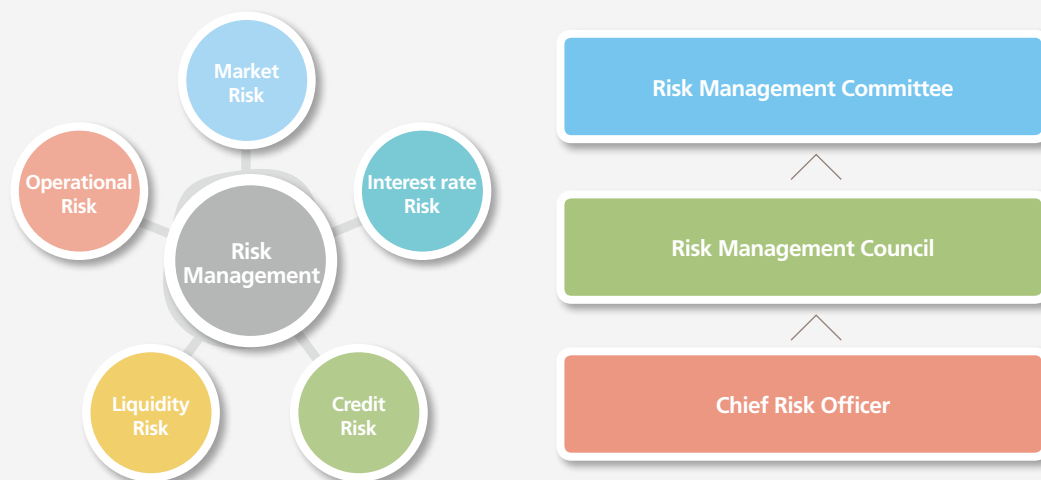 Market
Risk
Operational
Risk
Interest rate
Risk
Risk
Management
Liquidity
Risk
Credit
Risk
Risk Management Committee
Risk Management Council
Chief Risk Officer